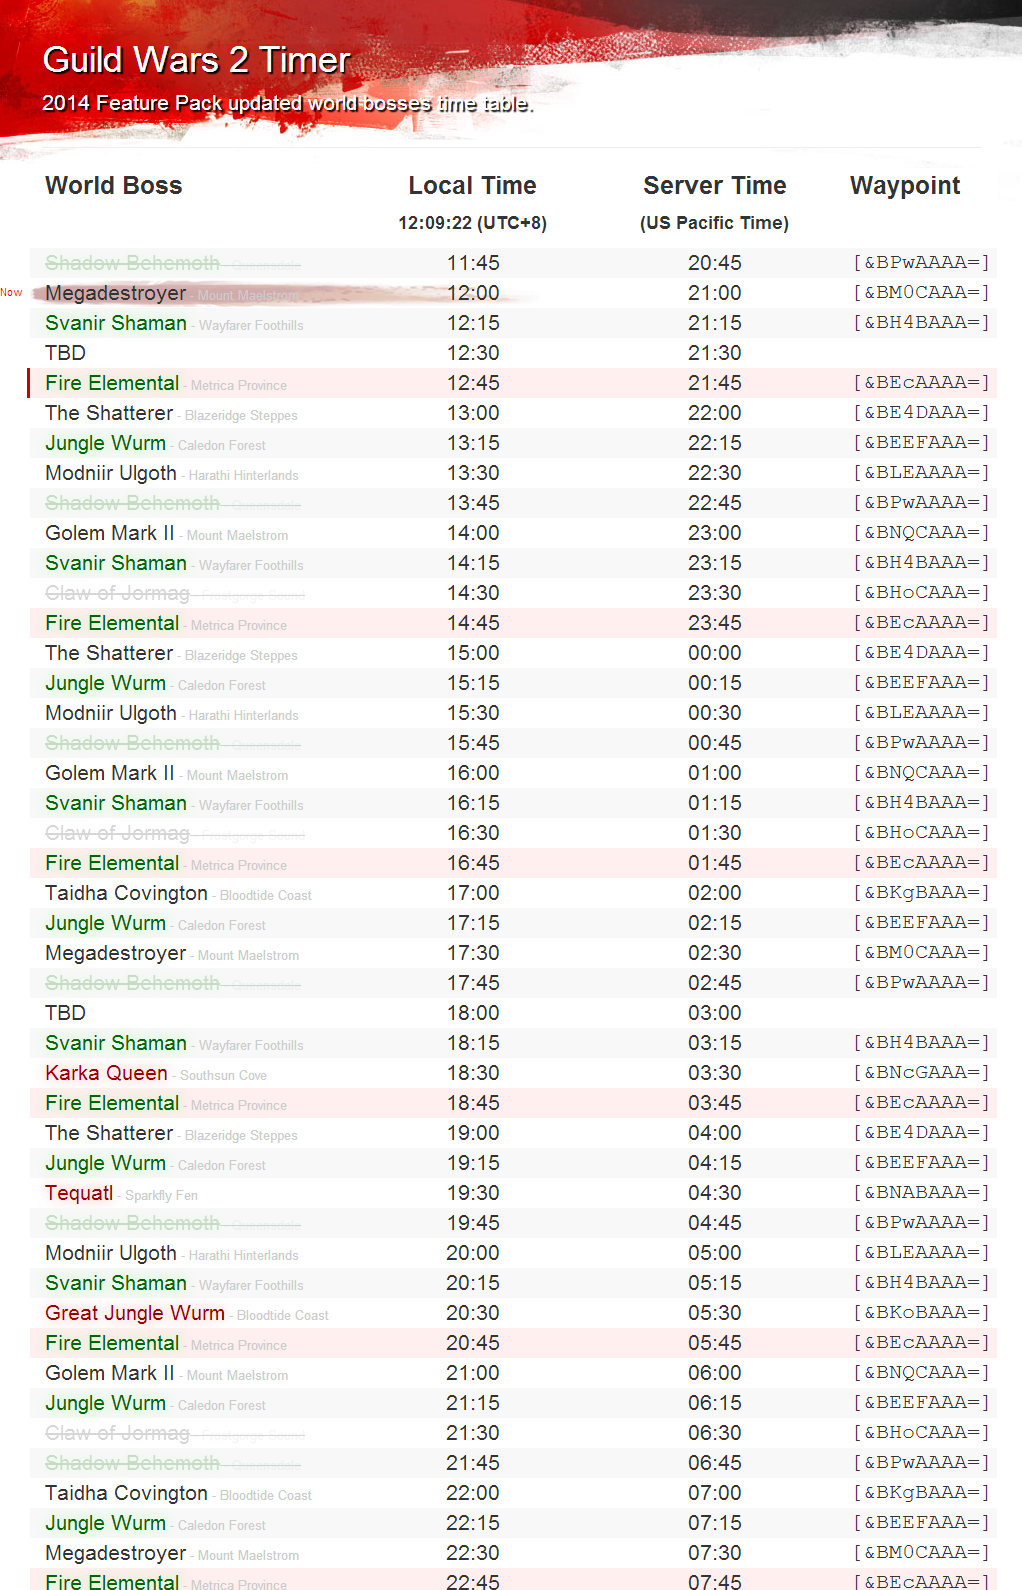 Guild Wars 2 Timer
2014 Feature Pack updated world bosses time table.
World Boss Local Time Server Time Waypoint
12:09:22 (UTC+8) (US Pacific Time)
Shadow Behemoth - Queensdale 11:45 20:45 [&BPwAAAA=]
Now Megadestroyer - Mount Maelstrom 12:00 21:00 [&BM0CAAA=]
Svanir Shaman - Wayfarer Foothills 12:15 21:15 [&BH4BAAA=]
TBD 12:30 21:30
Fire Elemental - Metrica Province 12:45 21:45 [&BEcAAAA=]
The Shatterer - Blazeridge Steppes 13:00 22:00 [&BE4DAAA=]
Jungle Wurm - Caledon Forest 13:15 22:15 [&BEEFAAA=]
Modniir Ulgoth - Harathi Hinterlands 13:30 22:30 [&BLEAAAA=]
Shadow Behemoth - Queensdale 13:45 22:45 [&BPwAAAA=]
Golem Mark II - Mount Maelstrom 14:00 23:00 [&BNQCAAA=]
Svanir Shaman - Wayfarer Foothills 14:15 23:15 [&BH4BAAA=]
Claw of Jormag - Frostgorge Sound 14:30 23:30 [&BHoCAAA=]
Fire Elemental - Metrica Province 14:45 23:45 [&BEcAAAA=]
The Shatterer - Blazeridge Steppes 15:00 00:00 [&BE4DAAA=]
Jungle Wurm - Caledon Forest 15:15 00:15 [&BEEFAAA=]
Modniir Ulgoth - Harathi Hinterlands 15:30 00:30 [&BLEAAAA=]
Shadow Behemoth - Queensdale 15:45 00:45 [&BPwAAAA=]
Golem Mark II - Mount Maelstrom 16:00 01:00 [&BNQCAAA=]
Svanir Shaman - Wayfarer Foothills 16:15 01:15 [&BH4BAAA=]
Claw of Jormag - Frostgorge Sound 16:30 01:30 [&BHoCAAA=]
Fire Elemental - Metrica Province 16:45 01:45 [&BEcAAAA=]
Taidha Covington - Bloodtide Coast 17:00 02:00 [&BKgBAAA=]
Jungle Wurm - Caledon Forest 17:15 02:15 [&BEEFAAA=]
Megadestroyer - Mount Maelstrom 17:30 02:30 [&BM0CAAA=]
Shadow Behemoth - Queensdale 17:45 02:45 [&BPwAAAA=]
TBD 18:00 03:00
Svanir Shaman - Wayfarer Foothills 18:15 03:15 [&BH4BAAA=]
Karka Queen - Southsun Cove 18:30 03:30 [&BNcGAAA=]
Fire Elemental - Metrica Province 18:45 03:45 [&BEcAAAA=]
The Shatterer - Blazeridge Steppes 19:00 04:00 [&BE4DAAA=]
Jungle Wurm - Caledon Forest 19:15 04:15 [&BEEFAAA=]
Tequatl - Sparkfly Fen 19:30 04:30 [&BNABAAA=]
Shadow Behemoth - Queensdale 19:45 04:45 [&BPwAAAA=]
Modniir Ulgoth - Harathi Hinterlands 20:00 05:00 [&BLEAAAA=]
Svanir Shaman - Wayfarer Foothills 20:15 05:15 [&BH4BAAA=]
Great Jungle Wurm - Bloodtide Coast 20:30 05:30 [&BKoBAAA=]
Fire Elemental - Metrica Province 20:45 05:45 [&BEcAAAA=]
Golem Mark II - Mount Maelstrom 21:00 06:00 [&BNQCAAA=]
Jungle Wurm - Caledon Forest 21:15 06:15 [&BEEFAAA=]
Claw of Jormag - Frostgorge Sound 21:30 06:30 [&BHoCAAA=]
Shadow Behemoth - Queensdale 21:45 06:45 [&BPwAAAA=]
Taidha Covington - Bloodtide Coast 22:00 07:00 [&BKgBAAA=]
Jungle Wurm - Caledon Forest 22:15 07:15 [&BEEFAAA=]
Megadestroyer - Mount Maelstrom 22:30 07:30 [&BM0CAAA=]
Fire Elemental - Metrica Province 22:45 07:45 [&BEcAAAA=]